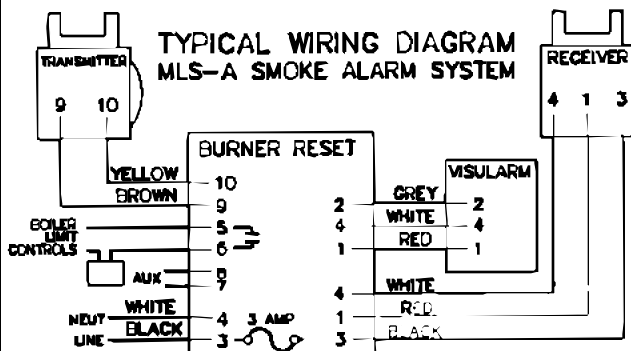 TYPICAL WIRING DIAGRAM
MLS-A SMOKE ALARM SYSTEM
TRANSMITTER
9 10
RECEIVER
4 1 3
BURNER RESET
VISULARM
YELLOW 10
BROWN 9
BOILER
LIMIT
CONTROLS
5
6
AUX 8
7
NEUT WHITE 4
LINE BLACK 3
3 AMP
2 GREY 2
4 WHITE 4
1 RED 1
4 WHITE
1 RED
3 BLACK